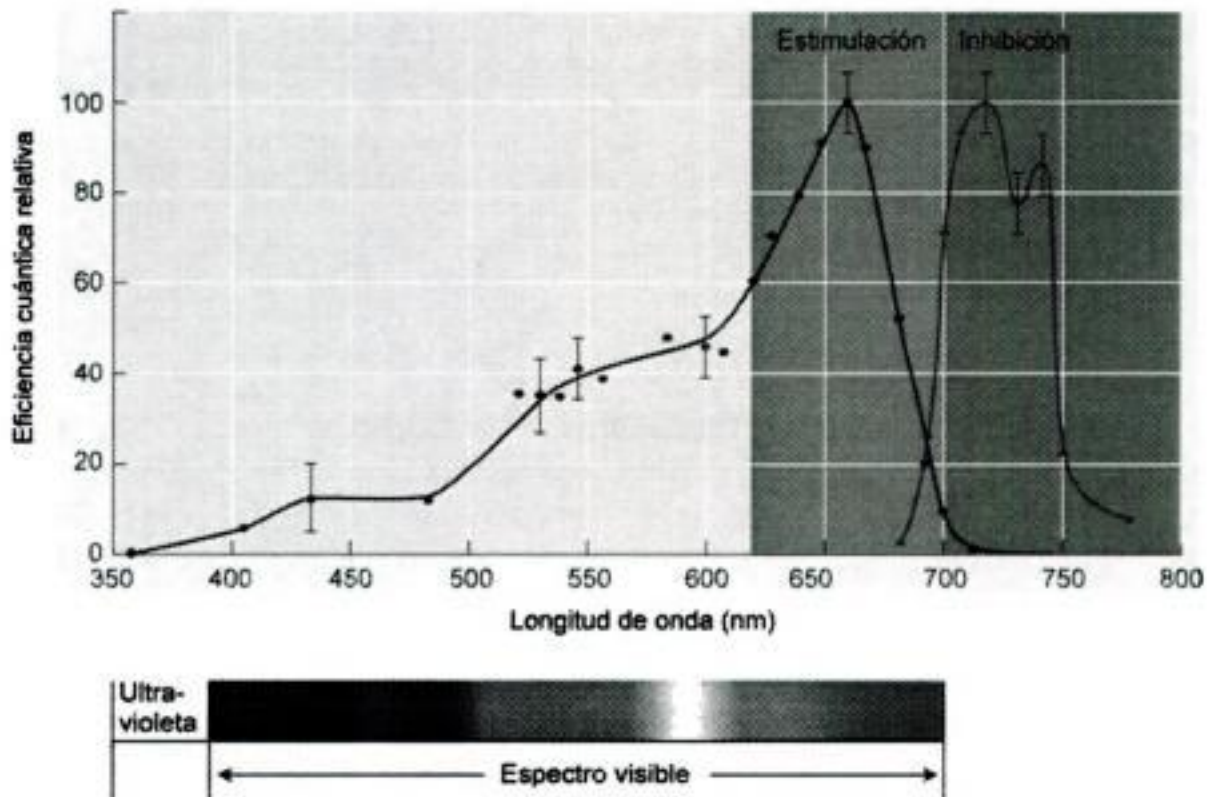 Estimulación Inhibición
100
80
60
40
20
0
Eficiencia cuántica relativa
350 400 450 500 550 600 650 700 750 800
Longitud de onda (nm)
Ultra-
violeta
Espectro visible